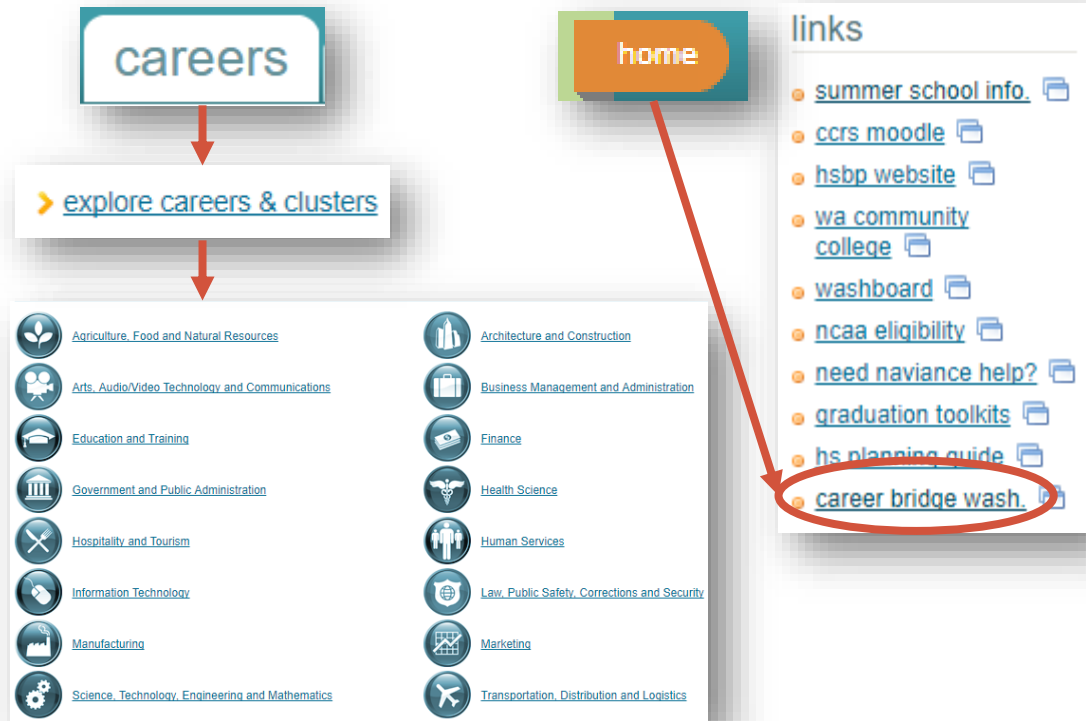 careers
explore careers & clusters
Agriculture, Food and Natural Resources
Architecture and Construction
Arts, Audio/Video Technology and Communications
Business Management and Administration
Education and Training
Finance
Government and Public Administration
Health Science
Hospitality and Tourism
Human Services
Information Technology
Law, Public Safety, Corrections and Security
Manufacturing
Marketing
Science, Technology, Engineering and Mathematics
Transportation, Distribution and Logistics
home
links
summer school info.
ccrs moodle
hsbp website
wa community
college
washboard
ncaa eligibility
need naviance help?
graduation toolkits
hs planning guide
career bridge wash.